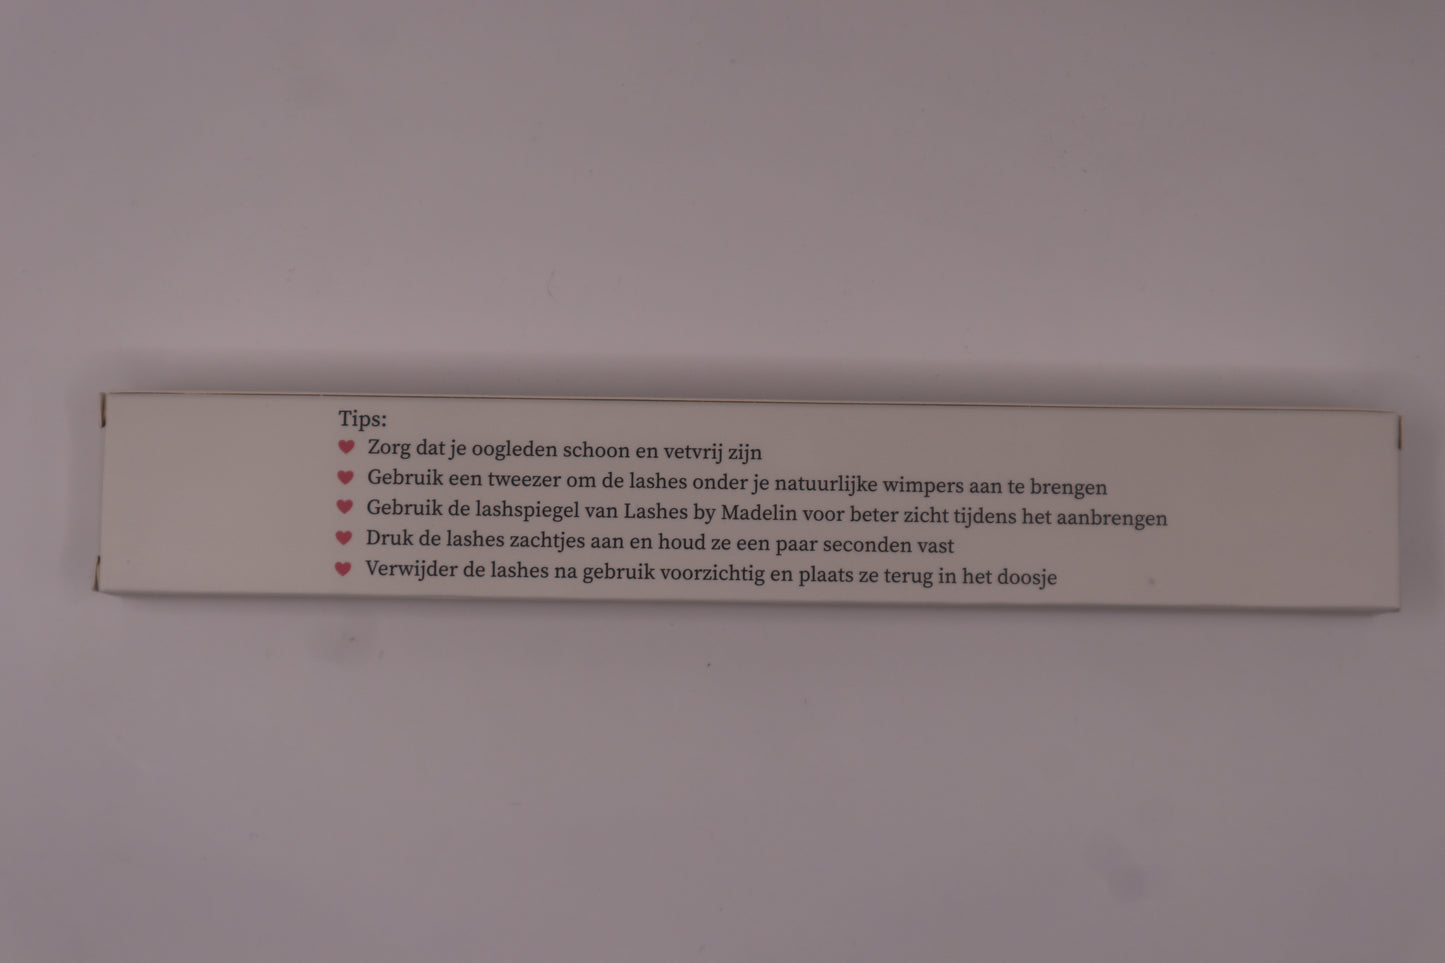 Tips:
Zorg dat je oogleden schoon en vetvrij zijn
Gebruik een tweezer om de lashes onder je natuurlijke wimpers aan te brengen
Gebruik de lashspiegel van Lashes by Madelin voor beter zicht tijdens het aanbrengen
Druk de lashes zachtjes aan en houd ze een paar seconden vast
Verwijder de lashes na gebruik voorzichtig en plaats ze terug in het doosje